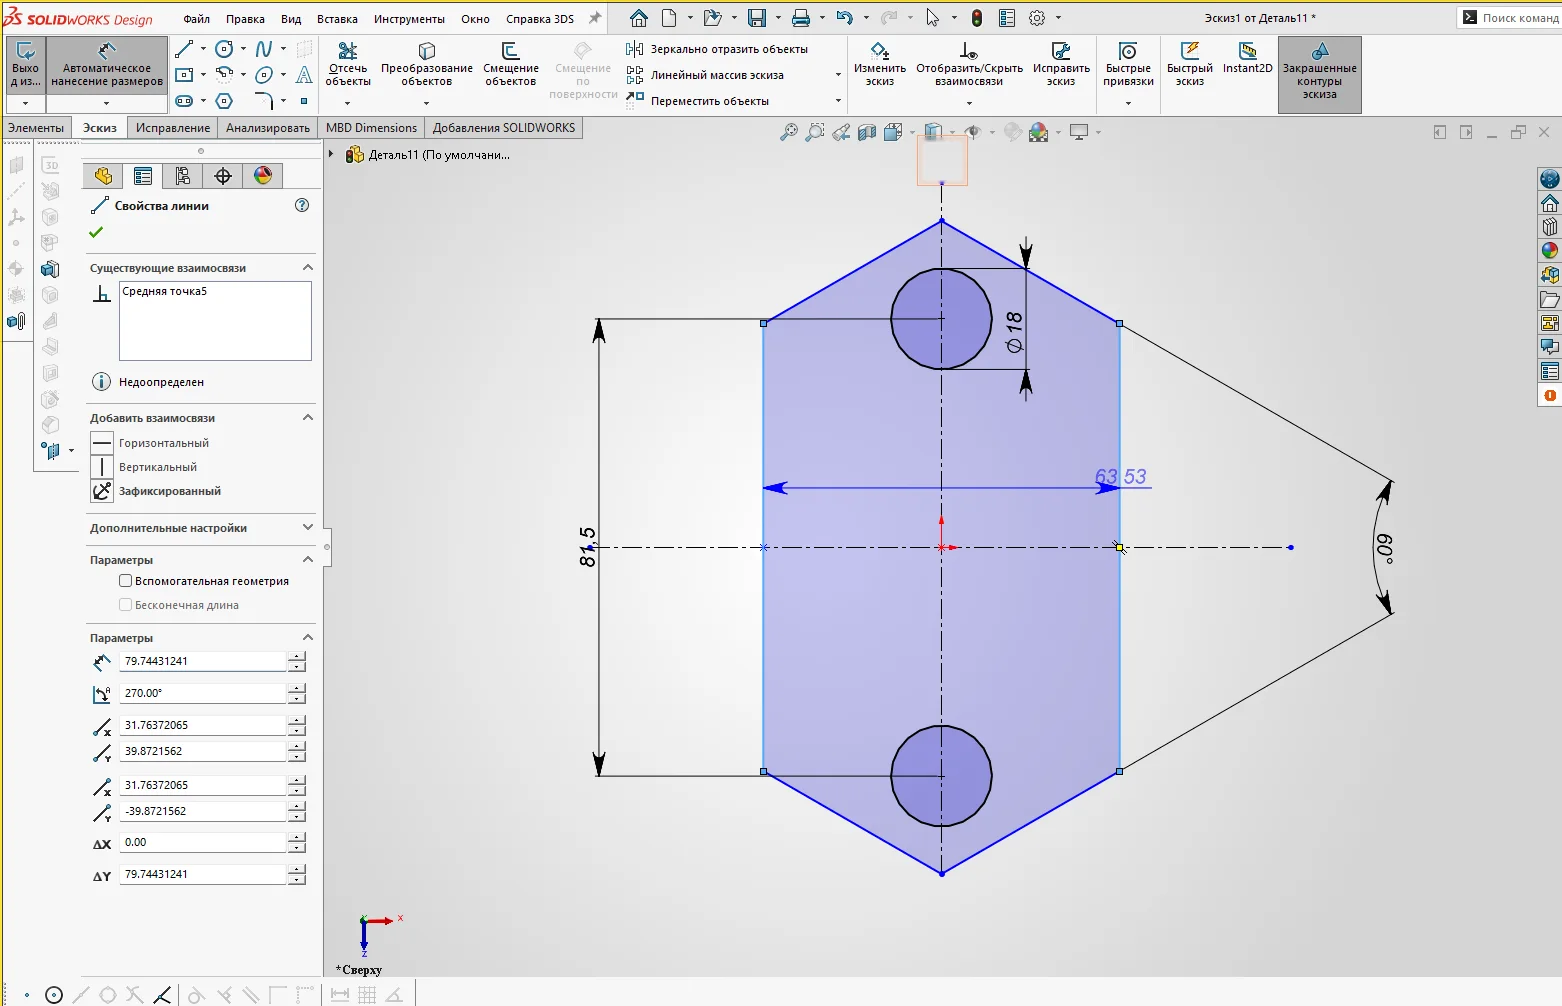 SOLIDWORKS Design
Файл
Правка
Вид
Вставка
Инструменты
Окно
Справка 3DS
Эскиз1 от Деталь11 *
Поиск команд
Выхо
д из...
Автоматическое
нанесение размеров
Отсечь
объекты
Преобразование
объектов
Смещение
объектов
Смещение
по
поверхности
Зеркально отразить объекты
Линейный массив эскиза
Переместить объекты
Изменить
эскиз
Отобразить/Скрыть
взаимосвязи
Исправить
эскиз
Быстрые
привязки
Быстрый
эскиз
Instant2D
Закрашенные
контуры
эскиза
Элементы
Эскиз
Исправление
Анализировать
MBD Dimensions
Добавления SOLIDWORKS
Деталь11 (По умолчани...
Свойства линии
Существующие взаимосвязи
Средняя точка5
Недоопределен
Добавить взаимосвязи
Горизонтальный
Вертикальный
Зафиксированный
Дополнительные настройки
Параметры
Вспомогательная геометрия
Бесконечная длина
Параметры
79.74431241
270.00°
31.76372065
39.8721562
31.76372065
-39.8721562
ΔX 0.00
ΔY 79.74431241
∅18
63,53
81,5
60°
X
Z
*Сверху